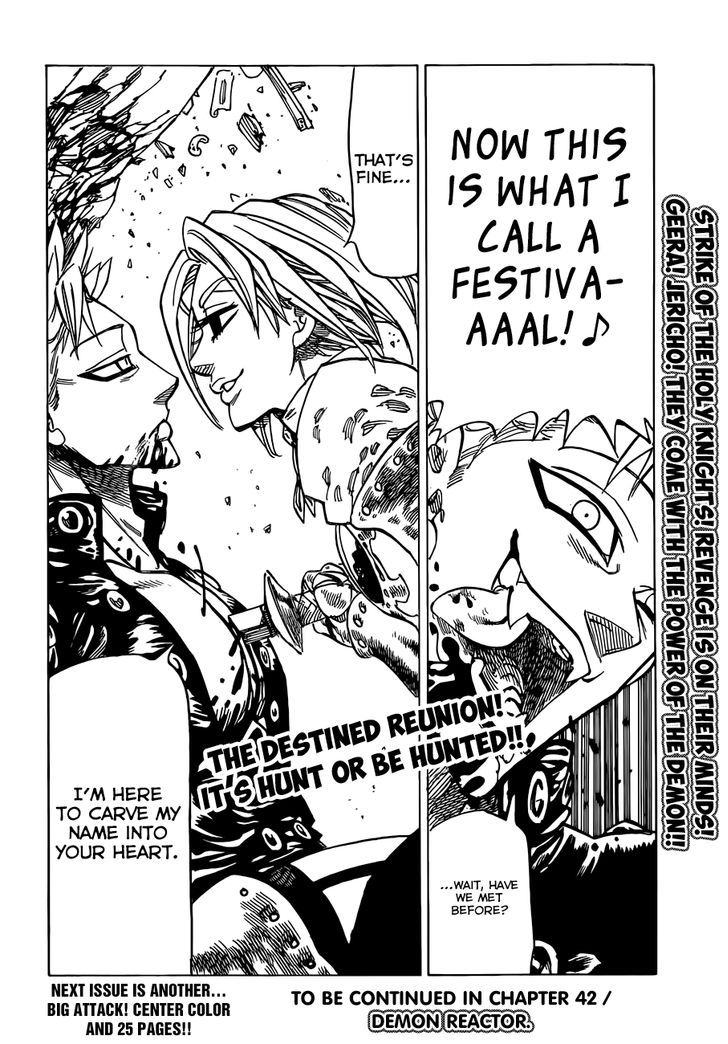 NOW THIS
IS WHAT I
CALL A
FESTIVA-
AAAL!♪
...WAIT, HAVE
WE MET
BEFORE?
THAT'S
FINE...
I'M HERE
TO CARVE MY
NAME INTO
YOUR HEART.
THE DESTINED REUNION!
IT'S HUNT OR BE HUNTED!!
STRIKE OF THE HOLY KNIGHTS! REVENGE IS ON THEIR MINDS!
GEERA! JERICHO! THEY COME WITH THE POWER OF THE DEMON!!
NEXT ISSUE IS ANOTHER...
BIG ATTACK! CENTER COLOR
AND 25 PAGES!!
TO BE CONTINUED IN CHAPTER 42 /
DEMON REACTOR.